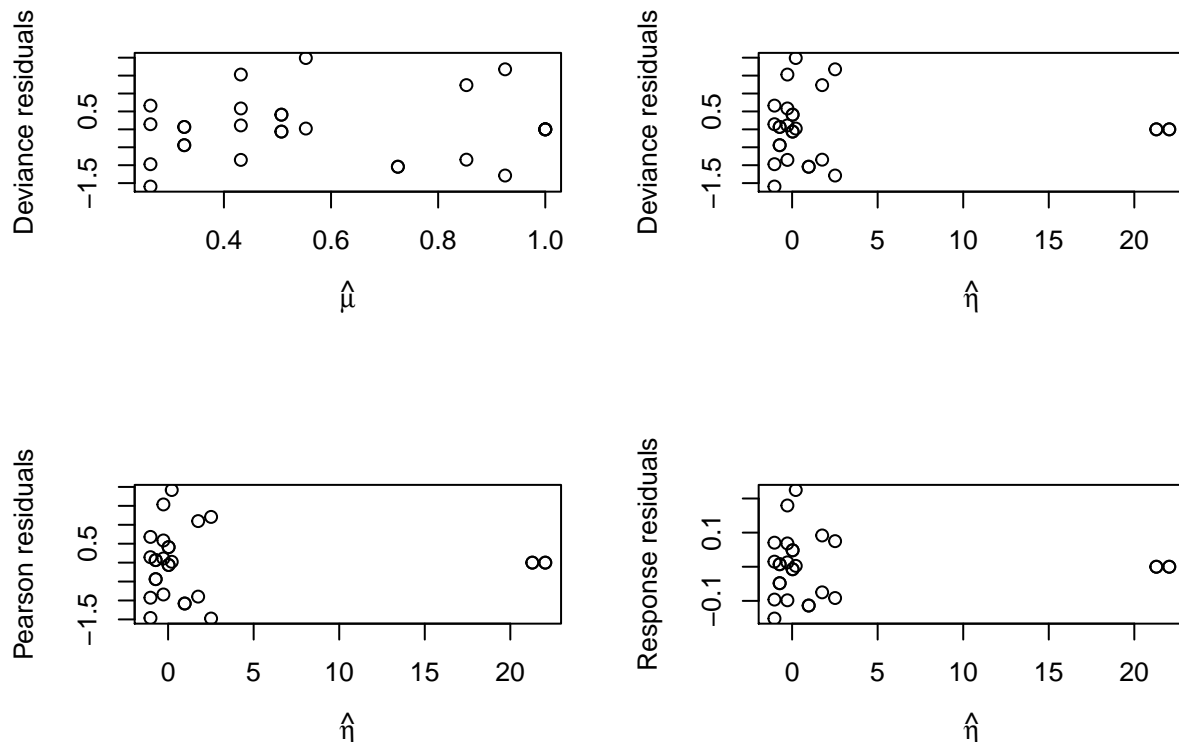 Deviance residuals
0.5
−1.5
0.4 0.6 0.8 1.0
μ̂
Deviance residuals
0.5
−1.5
0 5 10 15 20
η̂
Pearson residuals
0.5
−1.5
0 5 10 15 20
η̂
Response residuals
0.1
−0.1
0 5 10 15 20
η̂